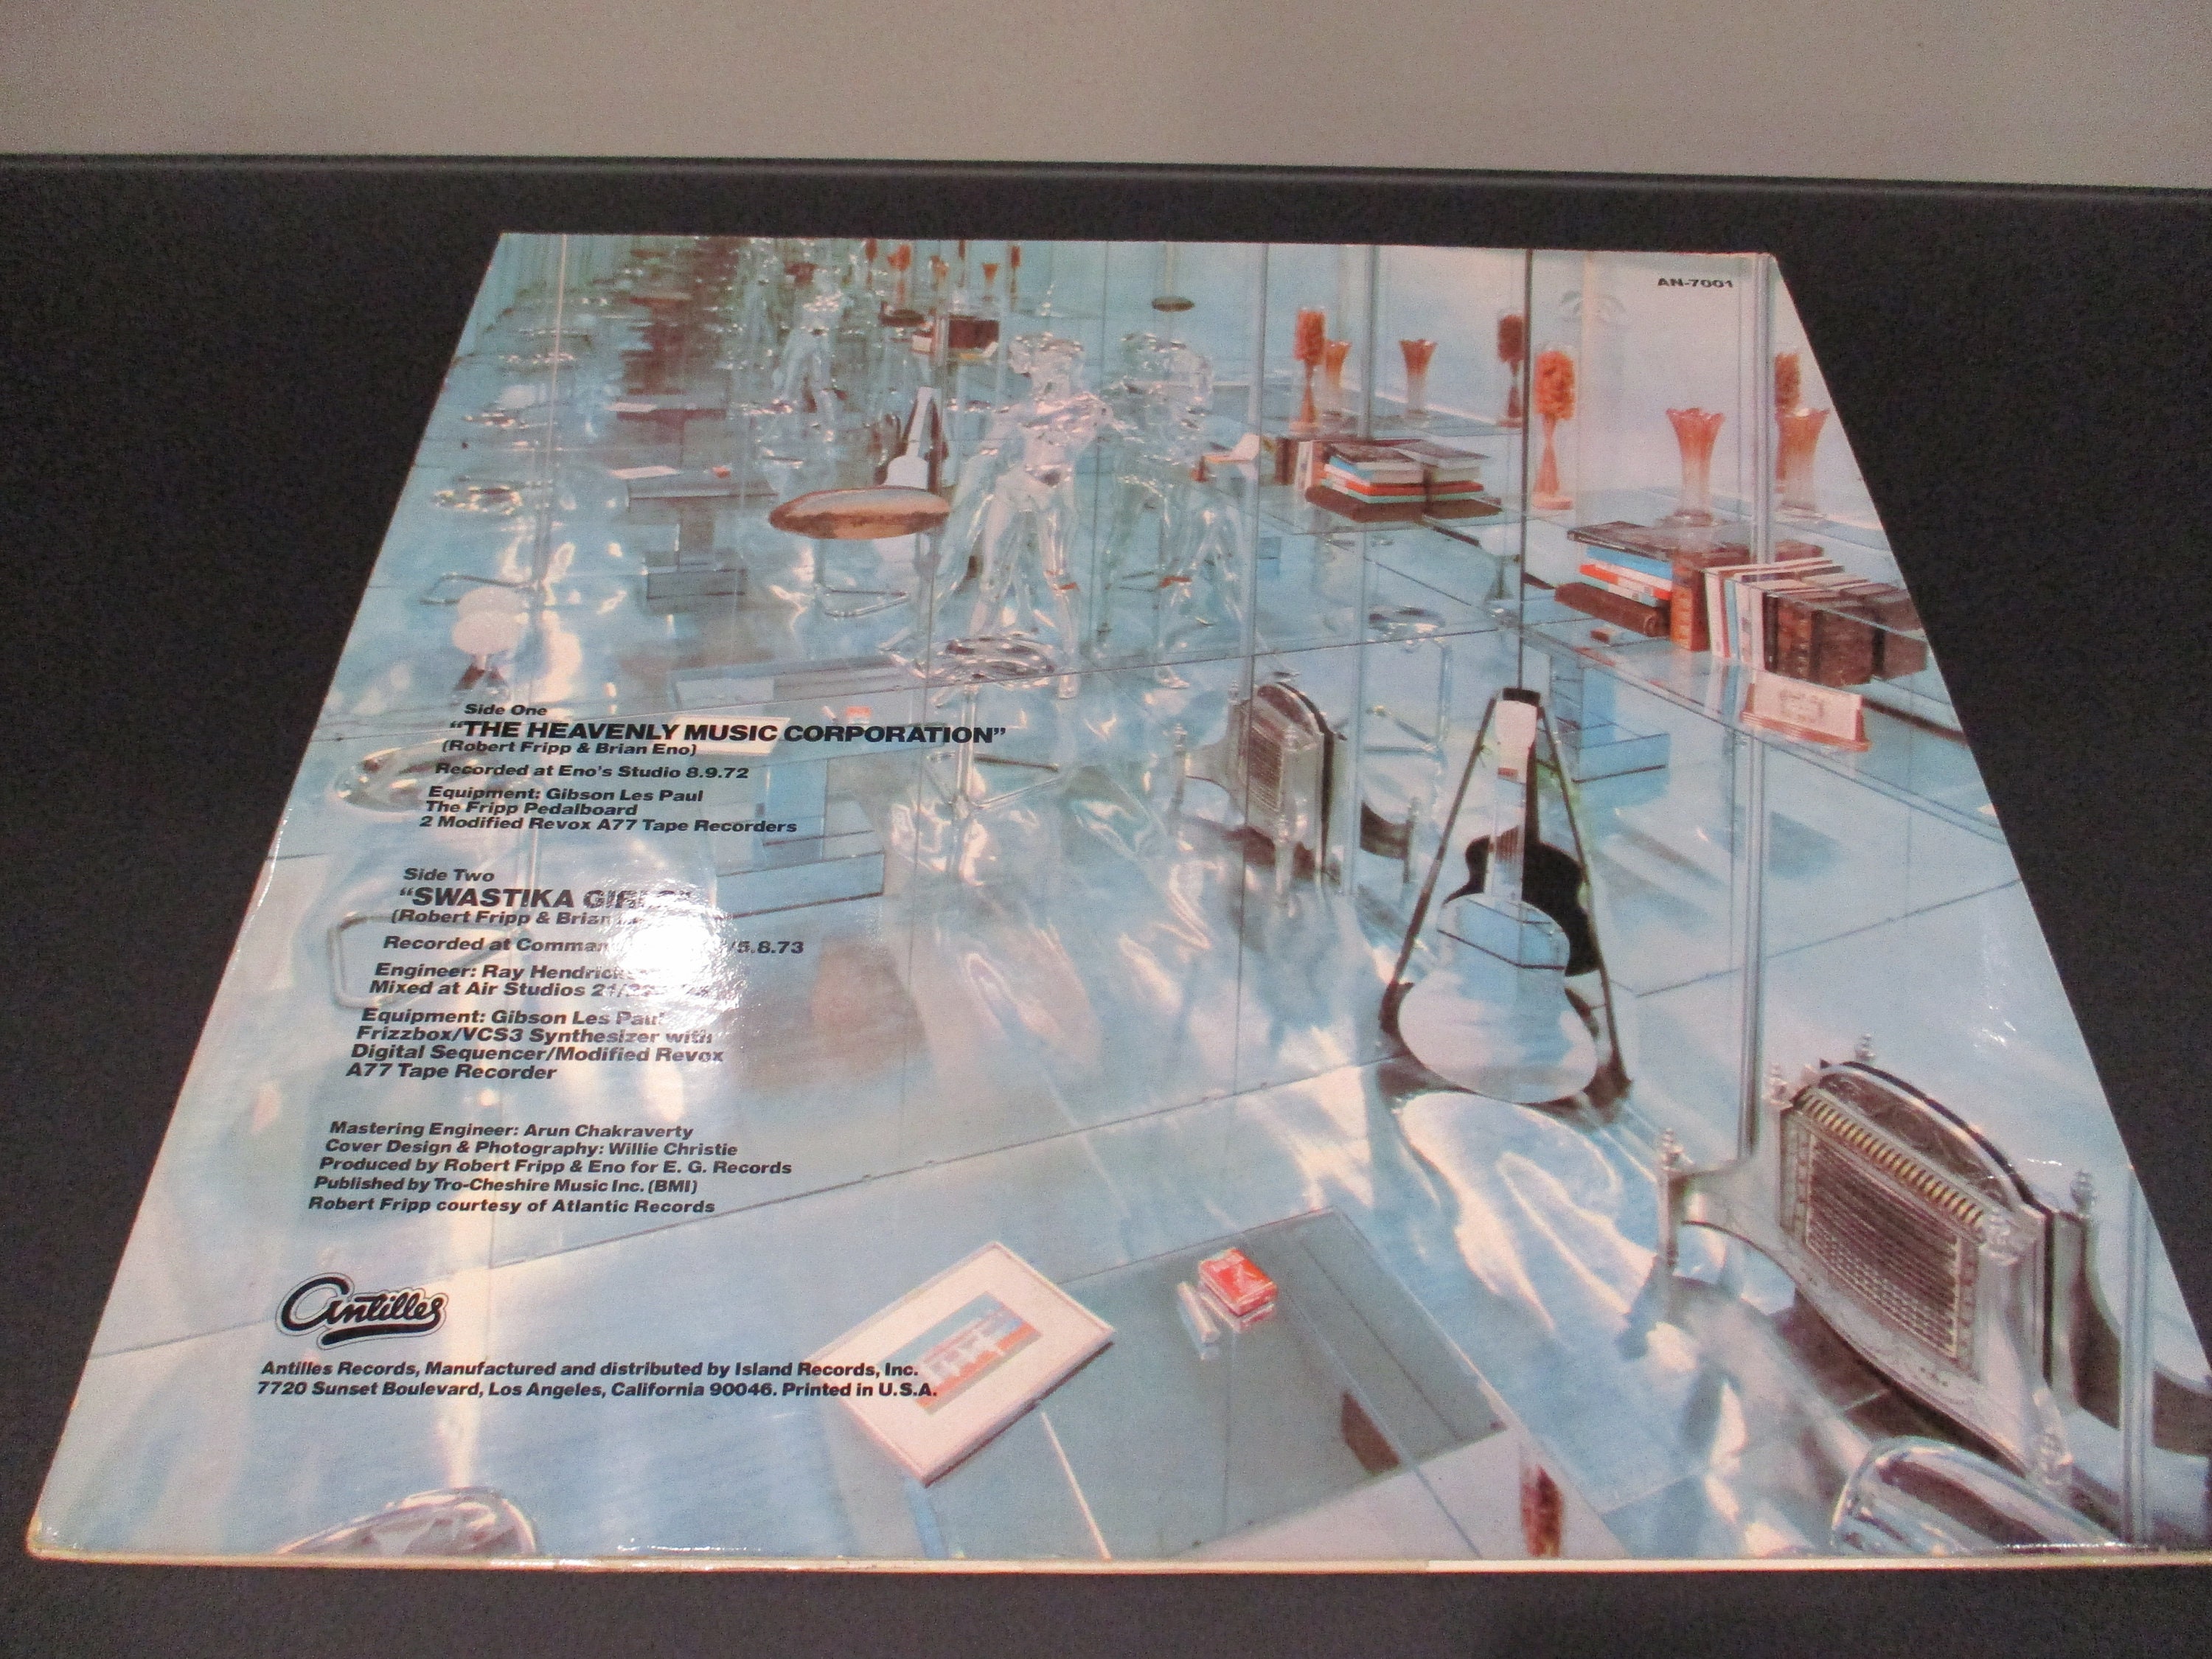 AN-7001
Side One
"THE HEAVENLY MUSIC CORPORATION"
(Robert Fripp & Brian Eno)
Recorded at Eno's Studio 8.9.72
Equipment: Gibson Les Paul
The Fripp Pedalboard
2 Modified Revox A77 Tape Recorders
Side Two
"SWASTIKA GIRLS"
(Robert Fripp & Brian
Recorded at /5.8.73
Engineer: Ray
Mixed at Air Studios
Equipment: Gibson Les Paul
Frizzbox/VCS3 Synthesizer with
Digital Sequencer/Modified Revox
A77 Tape Recorder
Mastering Engineer: Arun Chakraverty
Cover Design & Photography: Willie Christie
Produced by Robert Fripp & Eno for E. G. Records
Published by Tro-Cheshire Music Inc. (BMI)
Robert Fripp courtesy of Atlantic Records
Antilles
Antilles Records, Manufactured and distributed by Island Records, Inc.
7720 Sunset Boulevard, Los Angeles, California 90046. Printed in U.S.A.